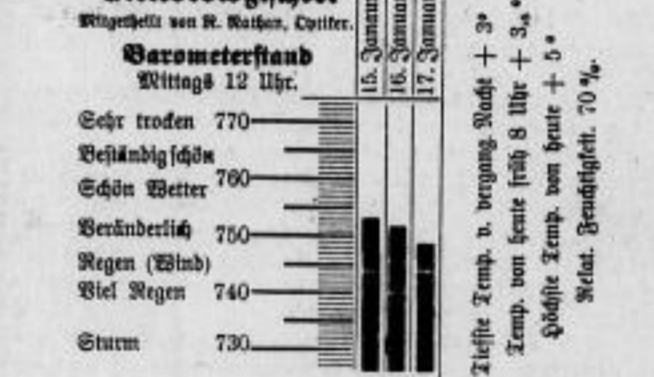 Mitgetheilt von R. Nathan, Optiker.
Barometerstand
Mittags 12 Uhr.
15. Januar
16. Januar
17. Januar
Sehr trocken 770
Beständig schön
Schön Wetter 760
Veränderlich 750
Regen (Wind)
Viel Regen 740
Sturm 730
Tiefste Temp. v. vergang. Nacht + 3°
Temp. von heute früh 8 Uhr + 3,₈°
Höchste Temp. von heute + 5°
Relat. Feuchtigkeit. 70 %.